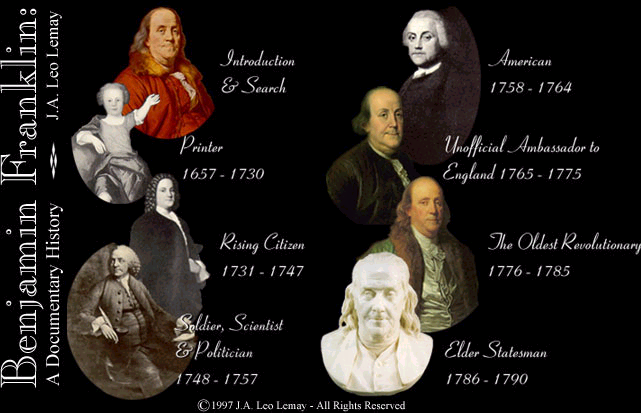 Benjamin Franklin:
A Documentary History
J.A. Leo Lemay
Introduction
& Search
Printer
1657 - 1730
Rising Citizen
1731 - 1747
Soldier, Scientist
& Politician
1748 - 1757
American
1758 - 1764
Unofficial Ambassador to
England 1765 - 1775
The Oldest Revolutionary
1776 - 1785
Elder Statesman
1786 - 1790
©1997 J.A. Leo Lemay - All Rights Reserved